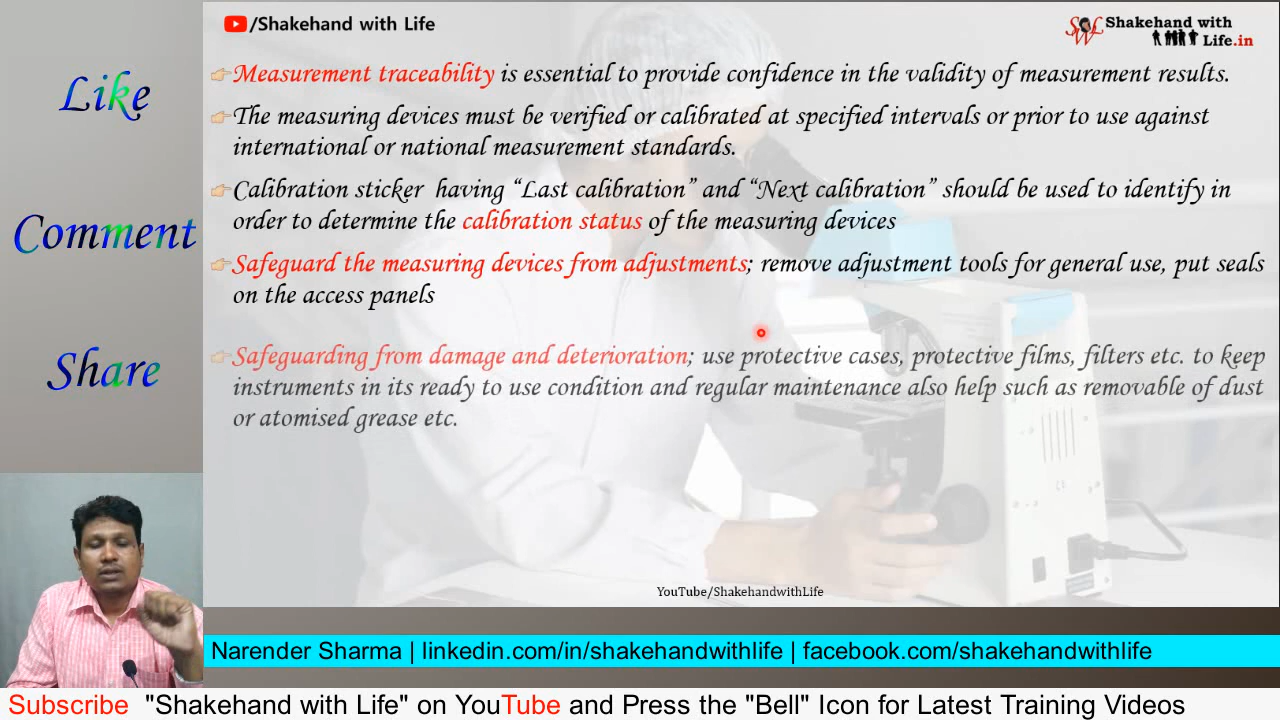 /Shakehand with Life
Shakehand with
Life.in
Like
Comment
Share
Measurement traceability is essential to provide confidence in the validity of measurement results.
The measuring devices must be verified or calibrated at specified intervals or prior to use against
international or national measurement standards.
Calibration sticker having “Last calibration” and “Next calibration” should be used to identify in
order to determine the calibration status of the measuring devices
Safeguard the measuring devices from adjustments; remove adjustment tools for general use, put seals
on the access panels
Safeguarding from damage and deterioration; use protective cases, protective films, filters etc. to keep
instruments in its ready to use condition and regular maintenance also help such as removable of dust
or atomised grease etc.
YouTube/ShakehandwithLife
Narender Sharma | linkedin.com/in/shakehandwithlife | facebook.com/shakehandwithlife
Subscribe "Shakehand with Life" on YouTube and Press the "Bell" Icon for Latest Training Videos